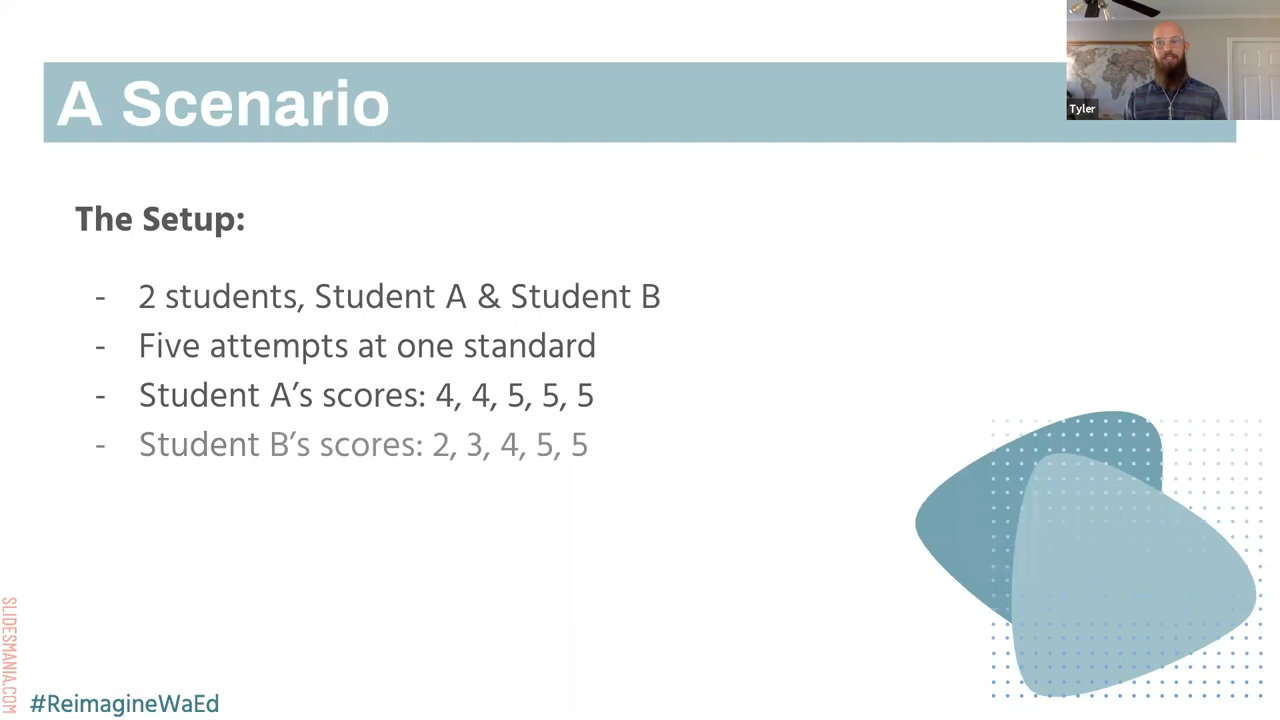 A Scenario
Tyler
The Setup:
- 2 students, Student A & Student B
- Five attempts at one standard
- Student A’s scores: 4, 4, 5, 5, 5
- Student B’s scores: 2, 3, 4, 5, 5
SLIDESMANIA.COM
#ReimagineWaEd